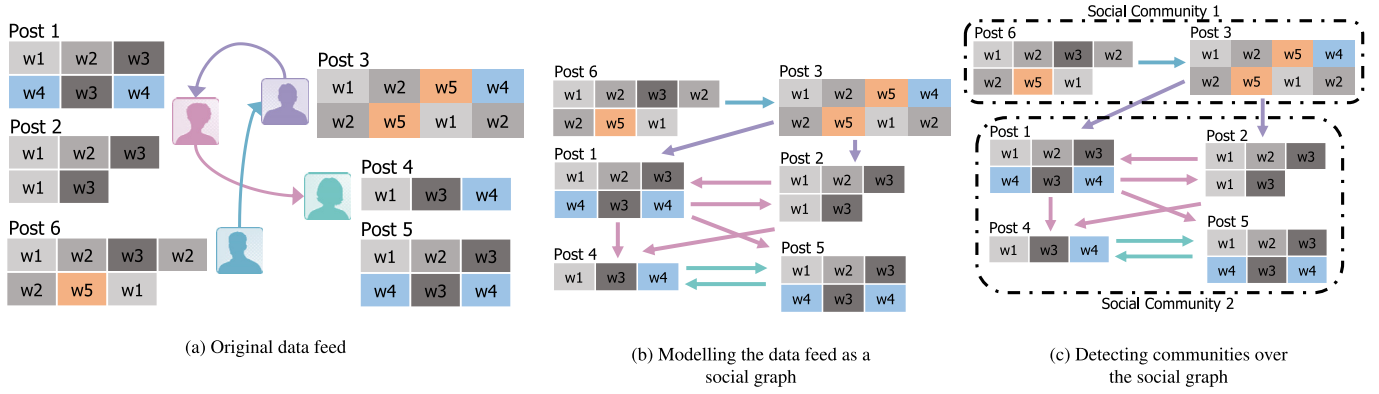 Post 1
w1 w2 w3
w4 w3 w4
Post 2
w1 w2 w3
w1 w3
Post 6
w1 w2 w3 w2
w2 w5 w1
Post 3
w1 w2 w5 w4
w2 w5 w1 w2
Post 4
w1 w3 w4
Post 5
w1 w2 w3
w4 w3 w4
(a) Original data feed
Post 6
w1 w2 w3 w2
w2 w5 w1
Post 3
w1 w2 w5 w4
w2 w5 w1 w2
Post 1
w1 w2 w3
w4 w3 w4
Post 2
w1 w2 w3
w1 w3
Post 4
w1 w3 w4
Post 5
w1 w2 w3
w4 w3 w4
(b) Modelling the data feed as a
social graph
Social Community 1
Post 6
w1 w2 w3 w2
w2 w5 w1
Post 3
w1 w2 w5 w4
w2 w5 w1 w2
Post 1
w1 w2 w3
w4 w3 w4
Post 2
w1 w2 w3
w1 w3
Post 4
w1 w3 w4
Post 5
w1 w2 w3
w4 w3 w4
Social Community 2
(c) Detecting communities over
the social graph